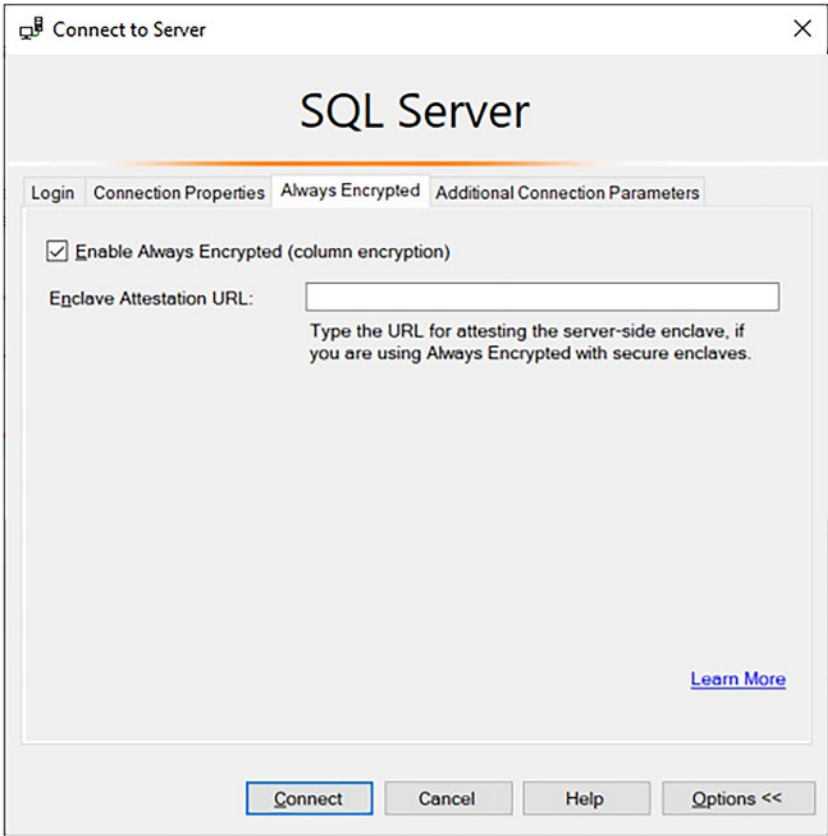 Connect to Server
SQL Server
Login Connection Properties Always Encrypted Additional Connection Parameters
Enable Always Encrypted (column encryption)
Enclave Attestation URL:
Type the URL for attesting the server-side enclave, if
you are using Always Encrypted with secure enclaves.
Learn More
Connect Cancel Help Options <<